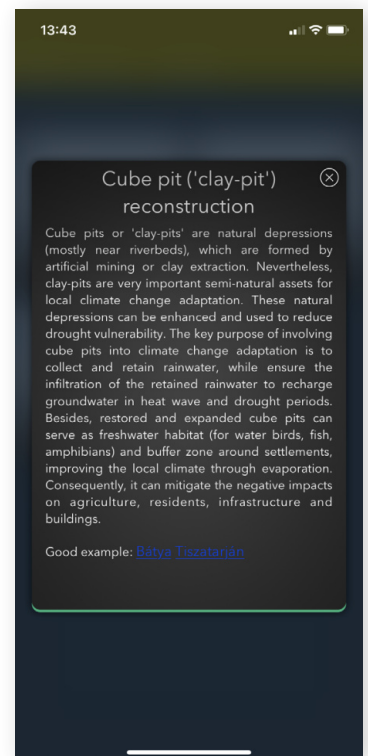 13:43
Cube pit ('clay-pit')
reconstruction
Cube pits or 'clay-pits' are natural depressions
(mostly near riverbeds), which are formed by
artificial mining or clay extraction. Nevertheless,
clay-pits are very important semi-natural assets for
local climate change adaptation. These natural
depressions can be enhanced and used to reduce
drought vulnerability. The key purpose of involving
cube pits into climate change adaptation is to
collect and retain rainwater, while ensure the
infiltration of the retained rainwater to recharge
groundwater in heat wave and drought periods.
Besides, restored and expanded cube pits can
serve as freshwater habitat (for water birds, fish,
amphibians) and buffer zone around settlements,
improving the local climate through evaporation.
Consequently, it can mitigate the negative impacts
on agriculture, residents, infrastructure and
buildings.
Good example: Bátya Tiszatarján